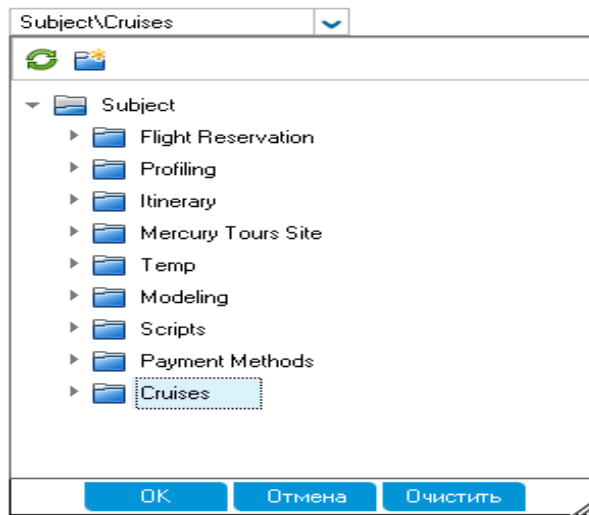 Subject\Cruises
Subject
Flight Reservation
Profiling
Itinerary
Mercury Tours Site
Temp
Modeling
Scripts
Payment Methods
Cruises
OK Отмена Очистить